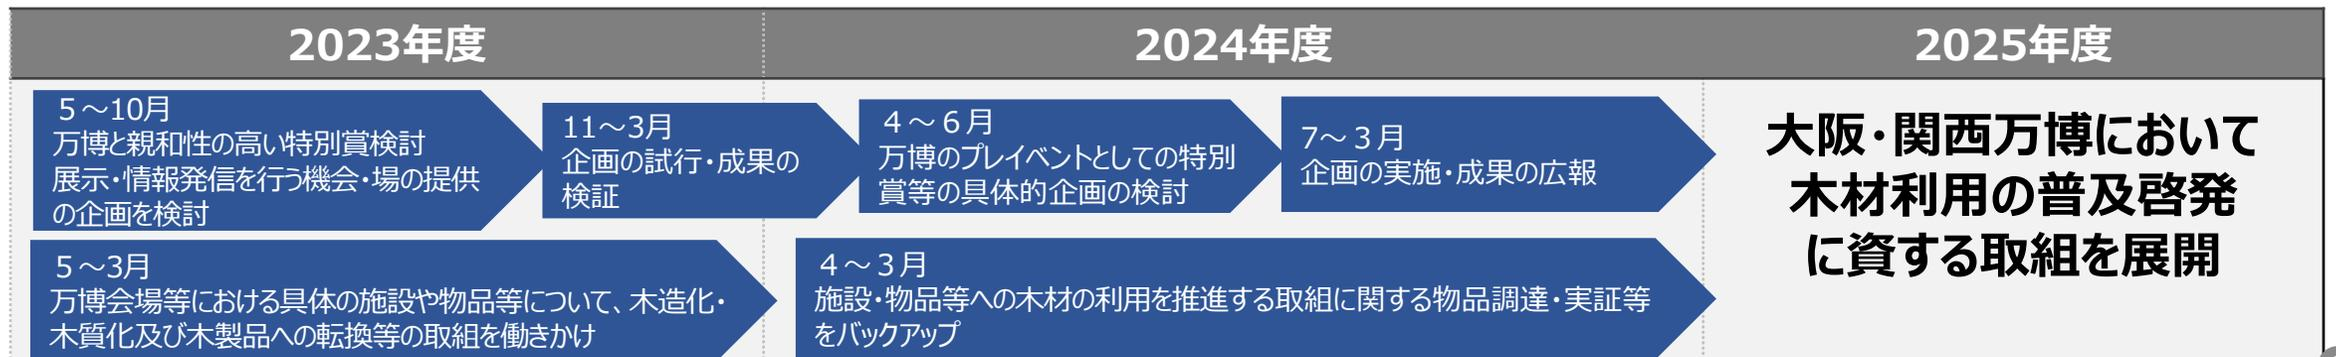 2023年度
2024年度
2025年度
５～10月
万博と親和性の高い特別賞検討
展示・情報発信を行う機会・場の提供
の企画を検討
11～3月
企画の試行・成果の
検証
４～６月
万博のプレイベントとしての特別
賞等の具体的企画の検討
7～３月
企画の実施・成果の広報
大阪・関西万博において
木材利用の普及啓発
に資する取組を展開
５～3月
万博会場等における具体の施設や物品等について、木造化・
木質化及び木製品への転換等の取組を働きかけ
４～３月
施設・物品等への木材の利用を推進する取組に関する物品調達・実証等
をバックアップ